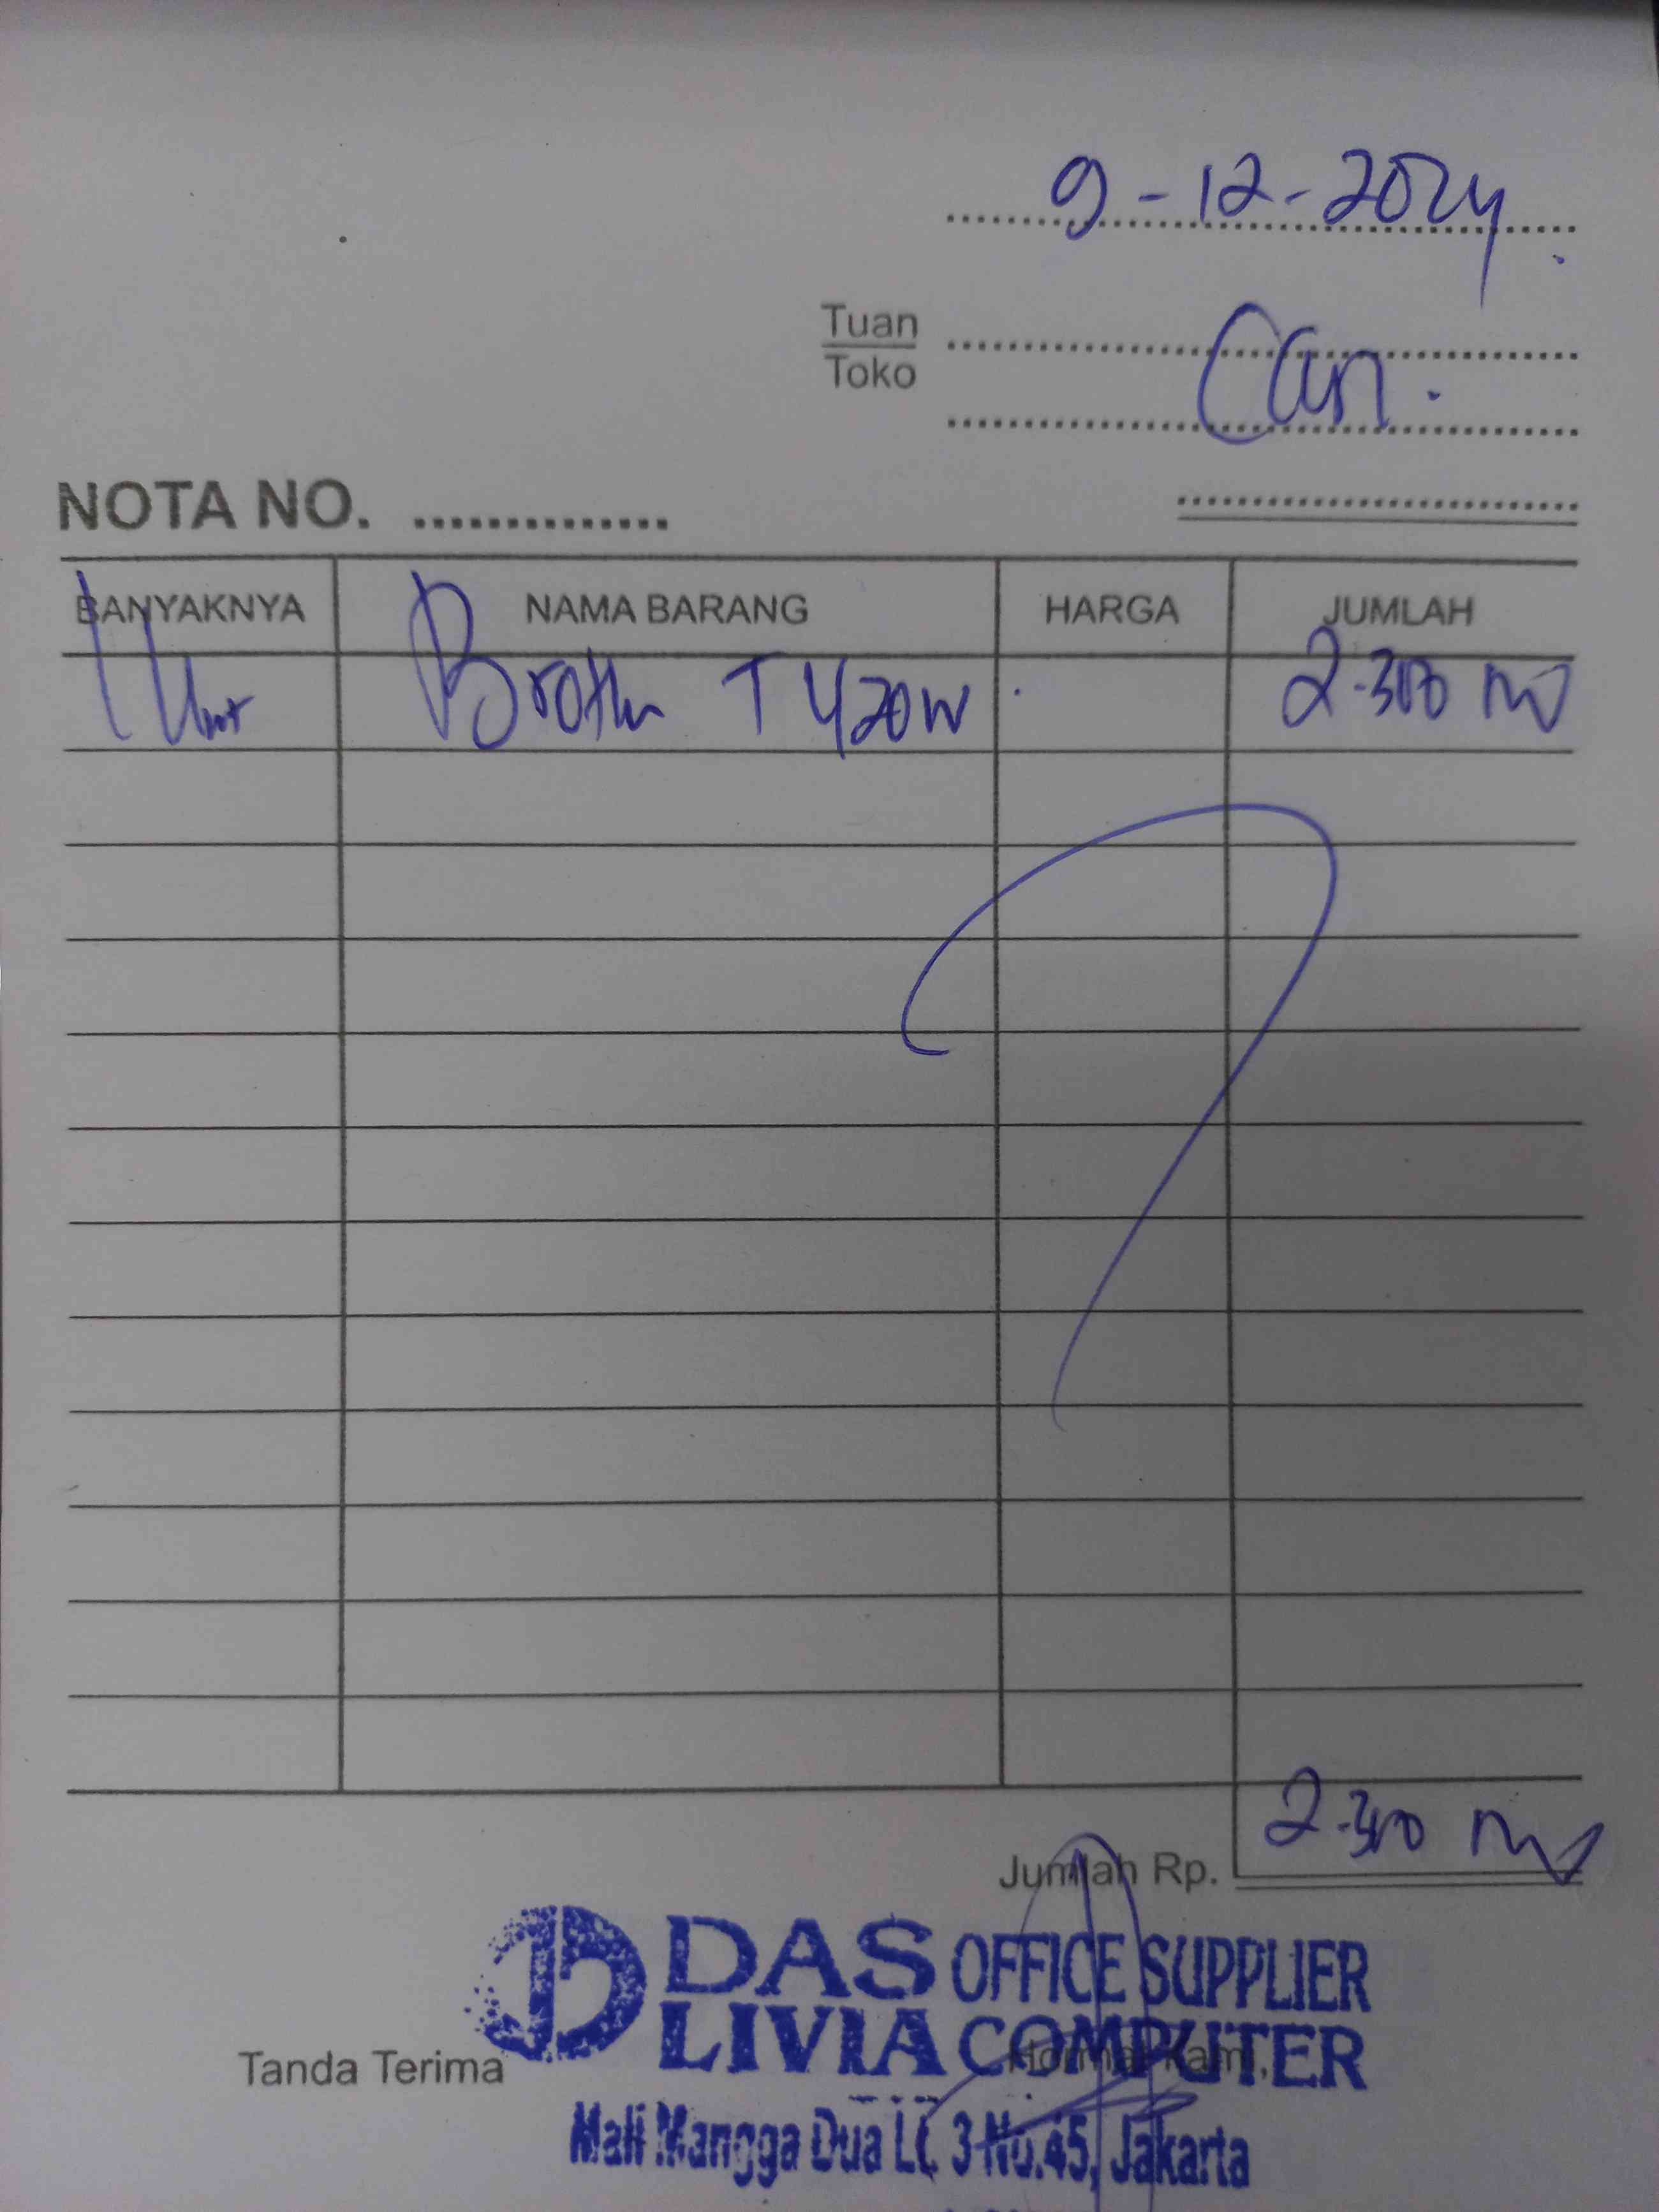 9-12-2024
Tuan
Toko
Can.
NOTA NO. ..............
BANYAKNYA NAMA BARANG HARGA JUMLAH
1 Unit Brother T420W 2.300
Jumlah Rp. 2.300
DAS OFFICE SUPPLIER
LIVIA COMPUTER
Tanda Terima Hormat Kami,
Mall Mangga Dua Lt. 3 No.45, Jakarta